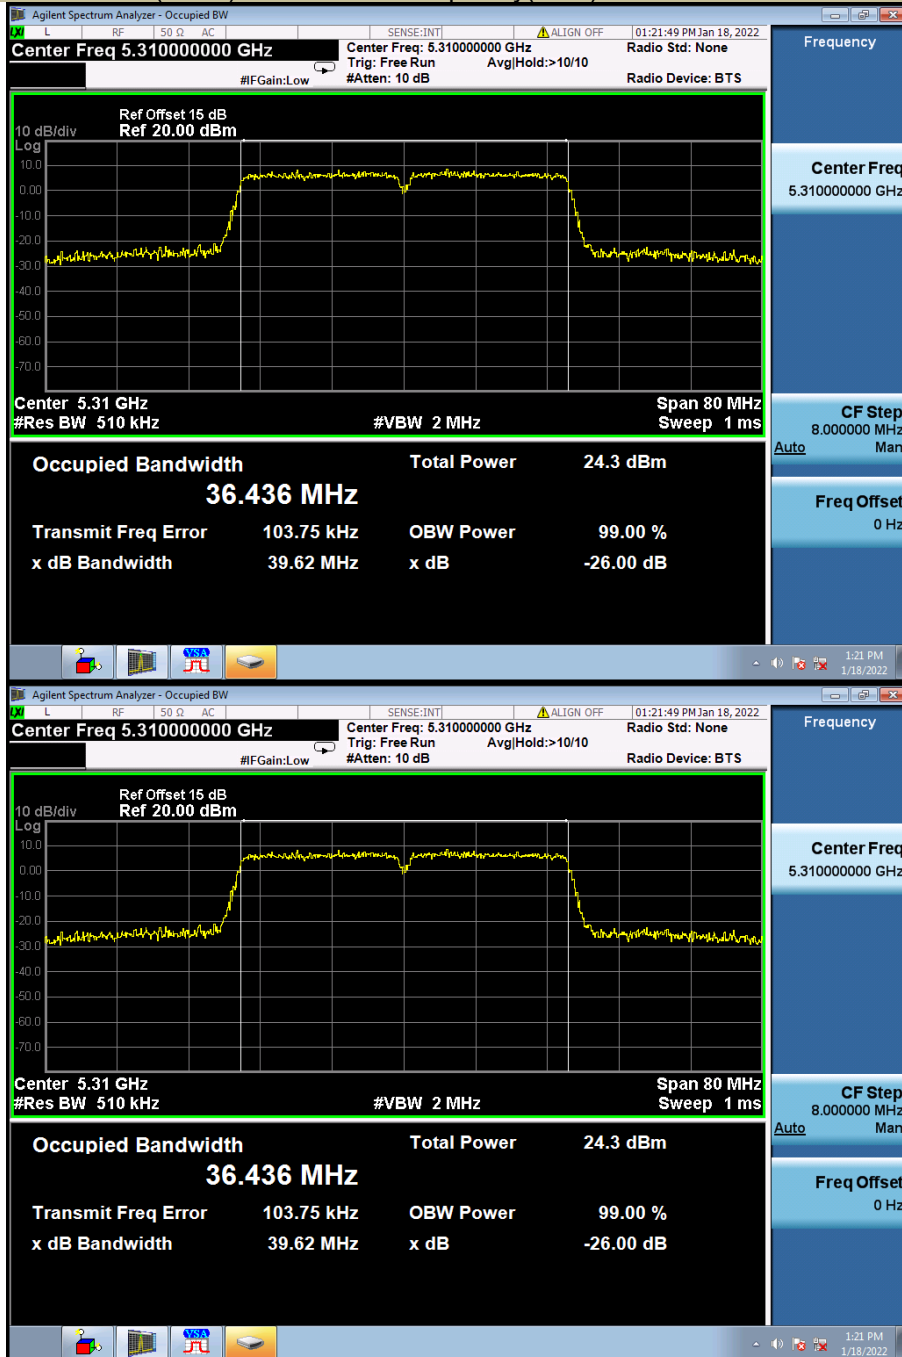 Agilent Spectrum Analyzer - Occupied BW
LXI L RF 50 Ω AC SENSE:INT ALIGN OFF 01:21:49 PM Jan 18, 2022
Center Freq 5.310000000 GHz
Center Freq: 5.310000000 GHz
Radio Std: None
Trig: Free Run Avg|Hold:>10/10
#IFGain:Low
#Atten: 10 dB
Radio Device: BTS
Frequency
Ref Offset 15 dB
10 dB/div Ref 20.00 dBm
Log
10.0
0.00
-10.0
-20.0
-30.0
-40.0
-50.0
-60.0
-70.0
Center 5.31 GHz Span 80 MHz
#Res BW 510 kHz #VBW 2 MHz Sweep 1 ms
Center Freq
5.310000000 GHz
CF Step
8.000000 MHz
Auto Man
Freq Offset
0 Hz
Occupied Bandwidth Total Power 24.3 dBm
36.436 MHz
Transmit Freq Error 103.75 kHz OBW Power 99.00 %
x dB Bandwidth 39.62 MHz x dB -26.00 dB
VSA
1:21 PM
1/18/2022
Agilent Spectrum Analyzer - Occupied BW
LXI L RF 50 Ω AC SENSE:INT ALIGN OFF 01:21:49 PM Jan 18, 2022
Center Freq 5.310000000 GHz
Center Freq: 5.310000000 GHz
Radio Std: None
Trig: Free Run Avg|Hold:>10/10
#IFGain:Low
#Atten: 10 dB
Radio Device: BTS
Frequency
Ref Offset 15 dB
10 dB/div Ref 20.00 dBm
Log
10.0
0.00
-10.0
-20.0
-30.0
-40.0
-50.0
-60.0
-70.0
Center 5.31 GHz Span 80 MHz
#Res BW 510 kHz #VBW 2 MHz Sweep 1 ms
Center Freq
5.310000000 GHz
CF Step
8.000000 MHz
Auto Man
Freq Offset
0 Hz
Occupied Bandwidth Total Power 24.3 dBm
36.436 MHz
Transmit Freq Error 103.75 kHz OBW Power 99.00 %
x dB Bandwidth 39.62 MHz x dB -26.00 dB
VSA
1:21 PM
1/18/2022